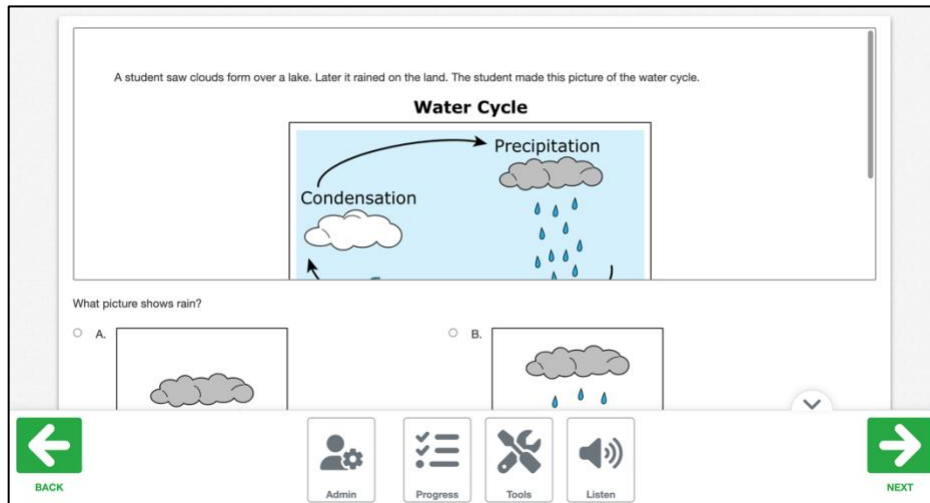 A student saw clouds form over a lake. Later it rained on the land. The student made this picture of the water cycle.
Water Cycle
Precipitation
Condensation
What picture shows rain?
A.
B.
BACK
Admin
Progress
Tools
Listen
NEXT